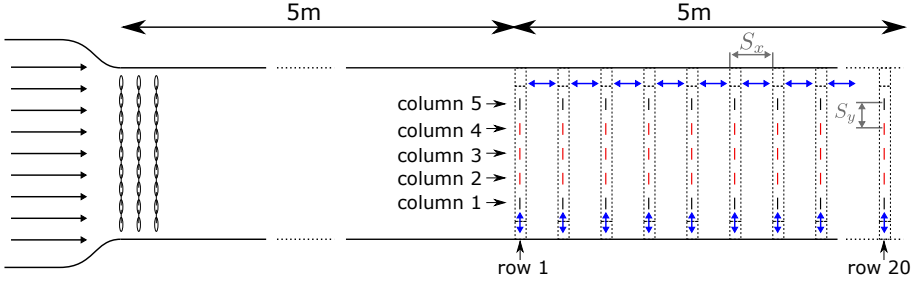 5m
5m
S_x
column 5
column 4
column 3
column 2
column 1
S_y
row 1
row 20